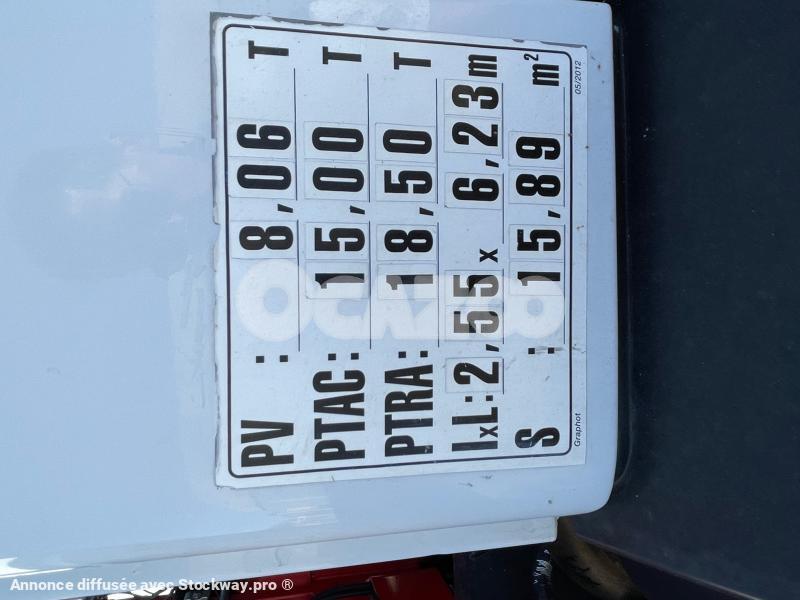 PV : 8,06 T
PTAC: 15,00 T
PTRA: 18,50 T
lxL: 2,55 x 6,23 m
S : 15,89 m²
Graphot 05/2012
OCAZOO
Annonce diffusée avec Stockway.pro ®